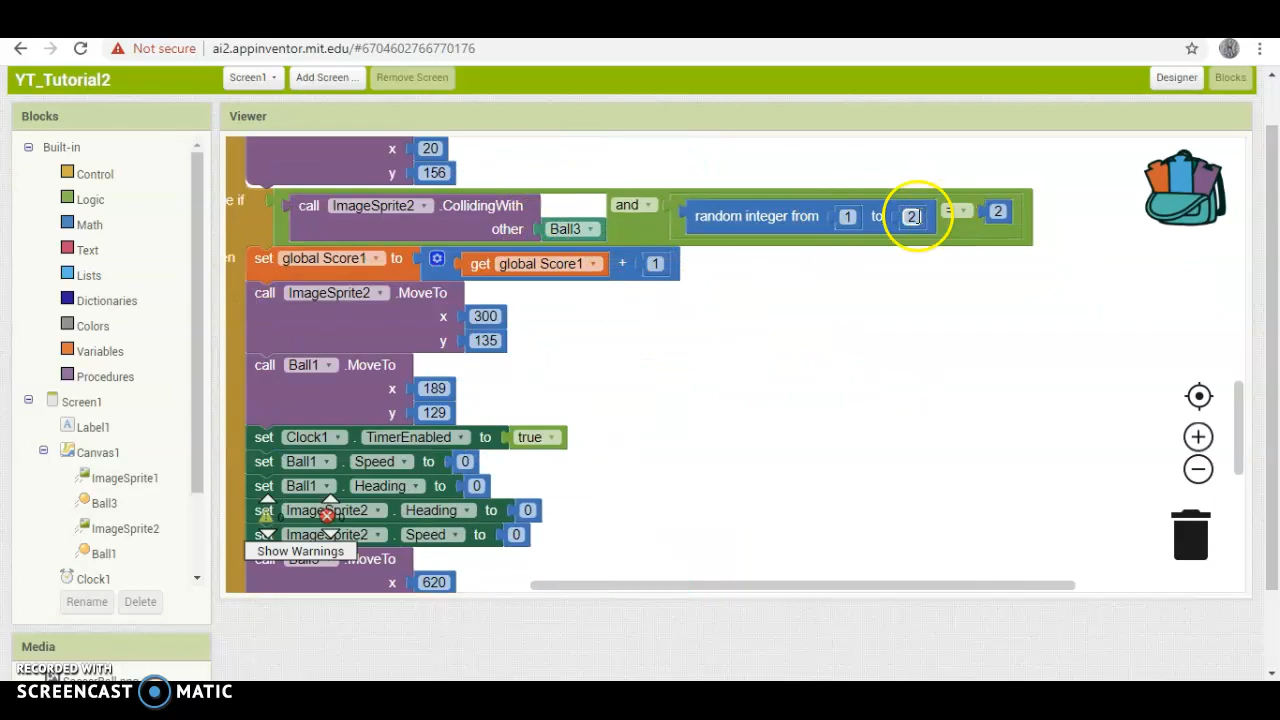 Not secure | ai2.appinventor.mit.edu/#6704602766770176
YT_Tutorial2
Screen1
Add Screen ...
Remove Screen
Designer
Blocks
Blocks
Viewer
Built-in
Control
Logic
Math
Text
Lists
Dictionaries
Colors
Variables
Procedures
Screen1
Label1
Canvas1
ImageSprite1
Ball3
ImageSprite2
Ball1
Clock1
Rename
Delete
Media
x 20
y 156
e if call ImageSprite2 .CollidingWith and random integer from 1 to 2 = 2
other Ball3
en set global Score1 to get global Score1 + 1
call ImageSprite2 .MoveTo
x 300
y 135
call Ball1 .MoveTo
x 189
y 129
set Clock1 . TimerEnabled to true
set Ball1 . Speed to 0
set Ball1 . Heading to 0
set ImageSprite2 . Heading to 0
ImageSprite2 . Speed to 0
.MoveTo
x 620
Show Warnings
RECORDED WITH
SCREENCAST MATIC